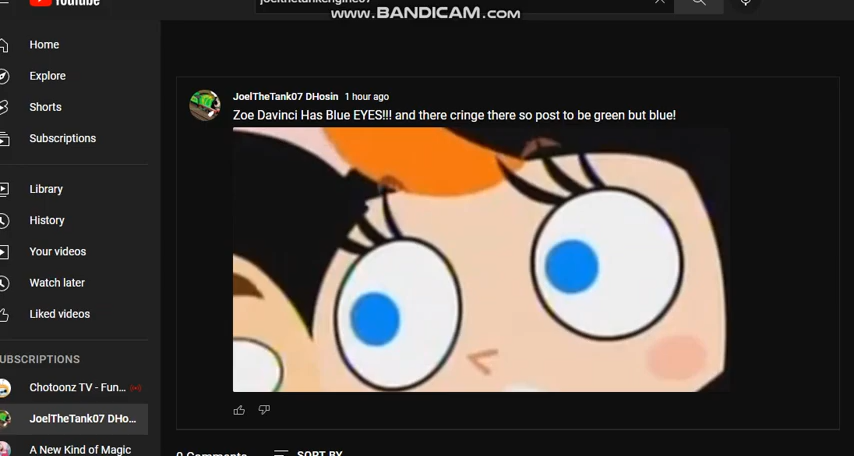 YouTube
www.BANDICAM.com
Home
Explore
Shorts
Subscriptions
Library
History
Your videos
Watch later
Liked videos
UBSCRIPTIONS
Chotoonz TV - Fun...
JoelTheTank07 DHo...
A New Kind of Magic
JoelTheTank07 DHosin 1 hour ago
Zoe Davinci Has Blue EYES!!! and there cringe there so post to be green but blue!
0 Comments SORT BY